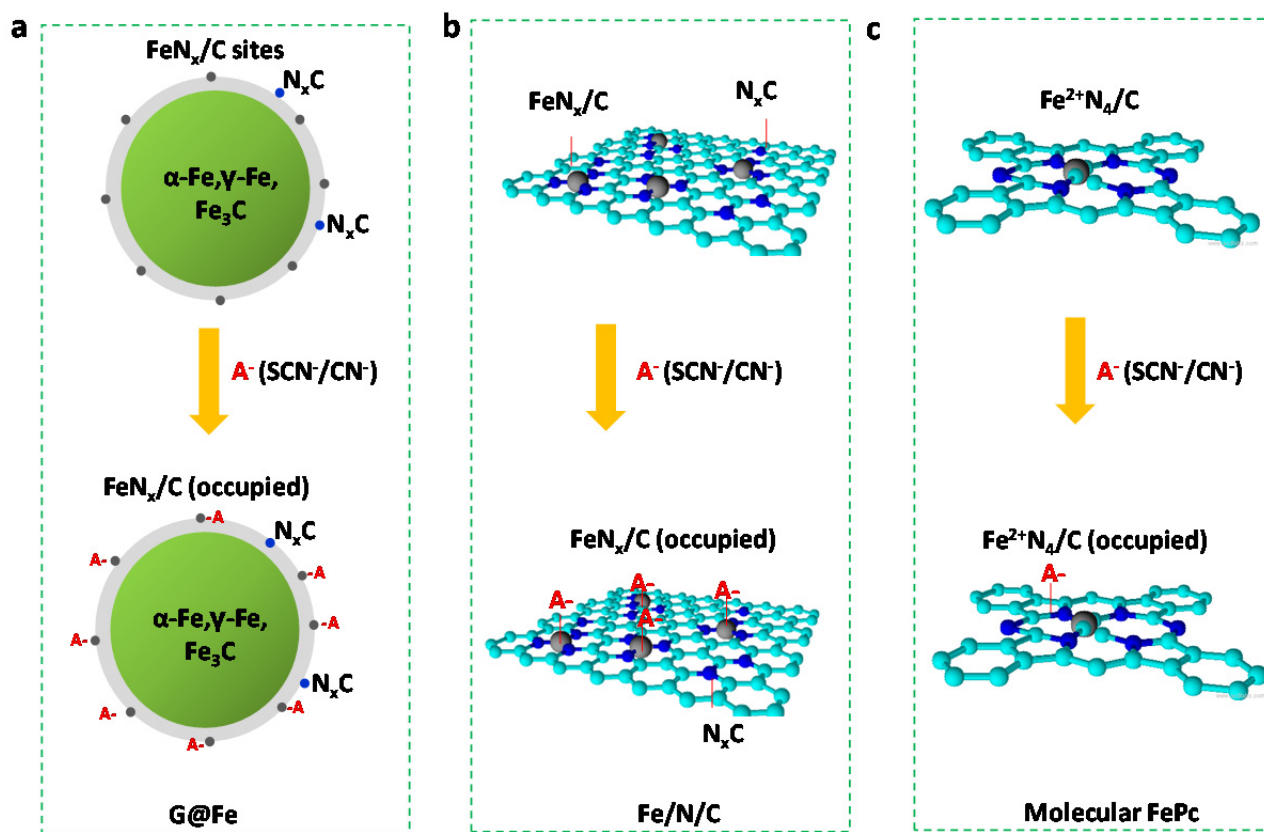 a
FeNₓ/C sites
NₓC
α-Fe,γ-Fe,
Fe₃C
NₓC
A⁻ (SCN⁻/CN⁻)
FeNₓ/C (occupied)
-A
NₓC
A-
-A
α-Fe,γ-Fe,
Fe₃C
-A
A-
NₓC
-A
A-
A-
G@Fe
b
FeNₓ/C
NₓC
A⁻ (SCN⁻/CN⁻)
FeNₓ/C (occupied)
A-
A-
A-
A-
NₓC
Fe/N/C
c
Fe²⁺N₄/C
A⁻ (SCN⁻/CN⁻)
Fe²⁺N₄/C (occupied)
A-
Molecular FePc